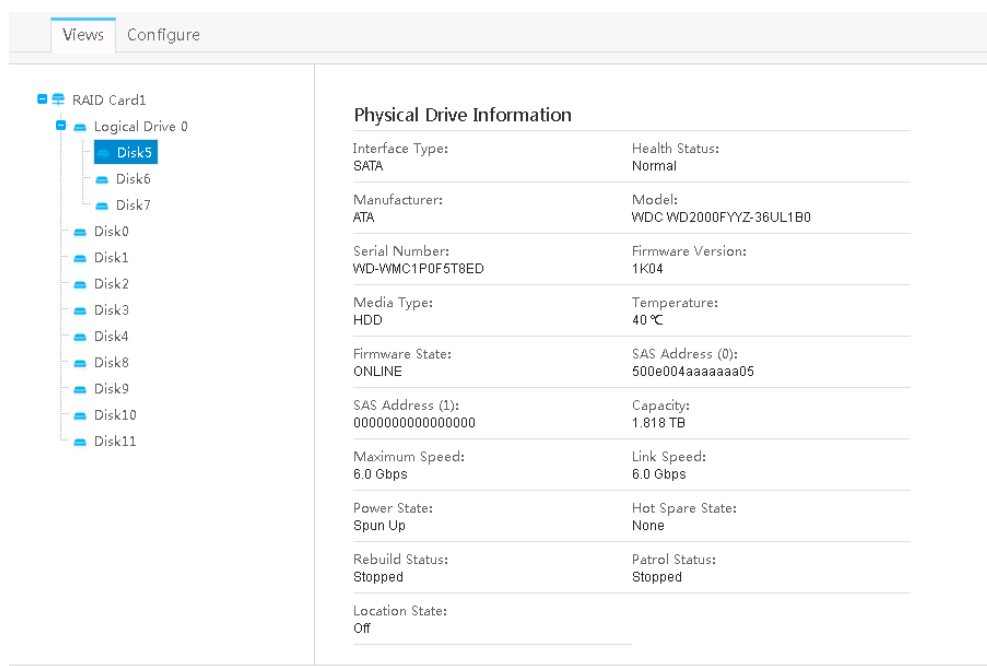 Views Configure
RAID Card1
Logical Drive 0
Disk5
Disk6
Disk7
Disk0
Disk1
Disk2
Disk3
Disk4
Disk8
Disk9
Disk10
Disk11
Physical Drive Information
Interface Type: Health Status:
SATA Normal
Manufacturer: Model:
ATA WDC WD2000FYYZ-36UL1B0
Serial Number: Firmware Version:
WD-WMC1P0F5T8ED 1K04
Media Type: Temperature:
HDD 40 ℃
Firmware State: SAS Address (0):
ONLINE 500e004aaaaaaa05
SAS Address (1): Capacity:
0000000000000000 1.818 TB
Maximum Speed: Link Speed:
6.0 Gbps 6.0 Gbps
Power State: Hot Spare State:
Spun Up None
Rebuild Status: Patrol Status:
Stopped Stopped
Location State:
Off